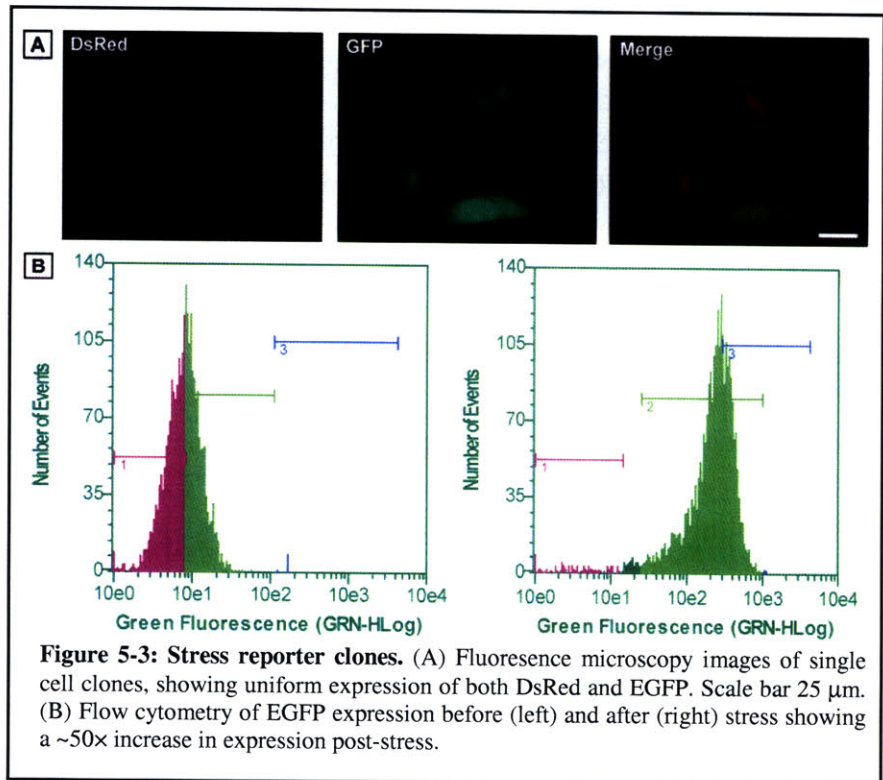 A
DsRed
GFP
Merge
B
140
105
70
35
0
Number of Events
1
3
10e0 10e1 10e2 10e3 10e4
Green Fluorescence (GRN-HLog)
140
105
70
35
0
Number of Events
1
2
3
10e0 10e1 10e2 10e3 10e4
Green Fluorescence (GRN-HLog)
Figure 5-3: Stress reporter clones. (A) Fluoresence microscopy images of single
cell clones, showing uniform expression of both DsRed and EGFP. Scale bar 25 μm.
(B) Flow cytometry of EGFP expression before (left) and after (right) stress showing
a ~50× increase in expression post-stress.